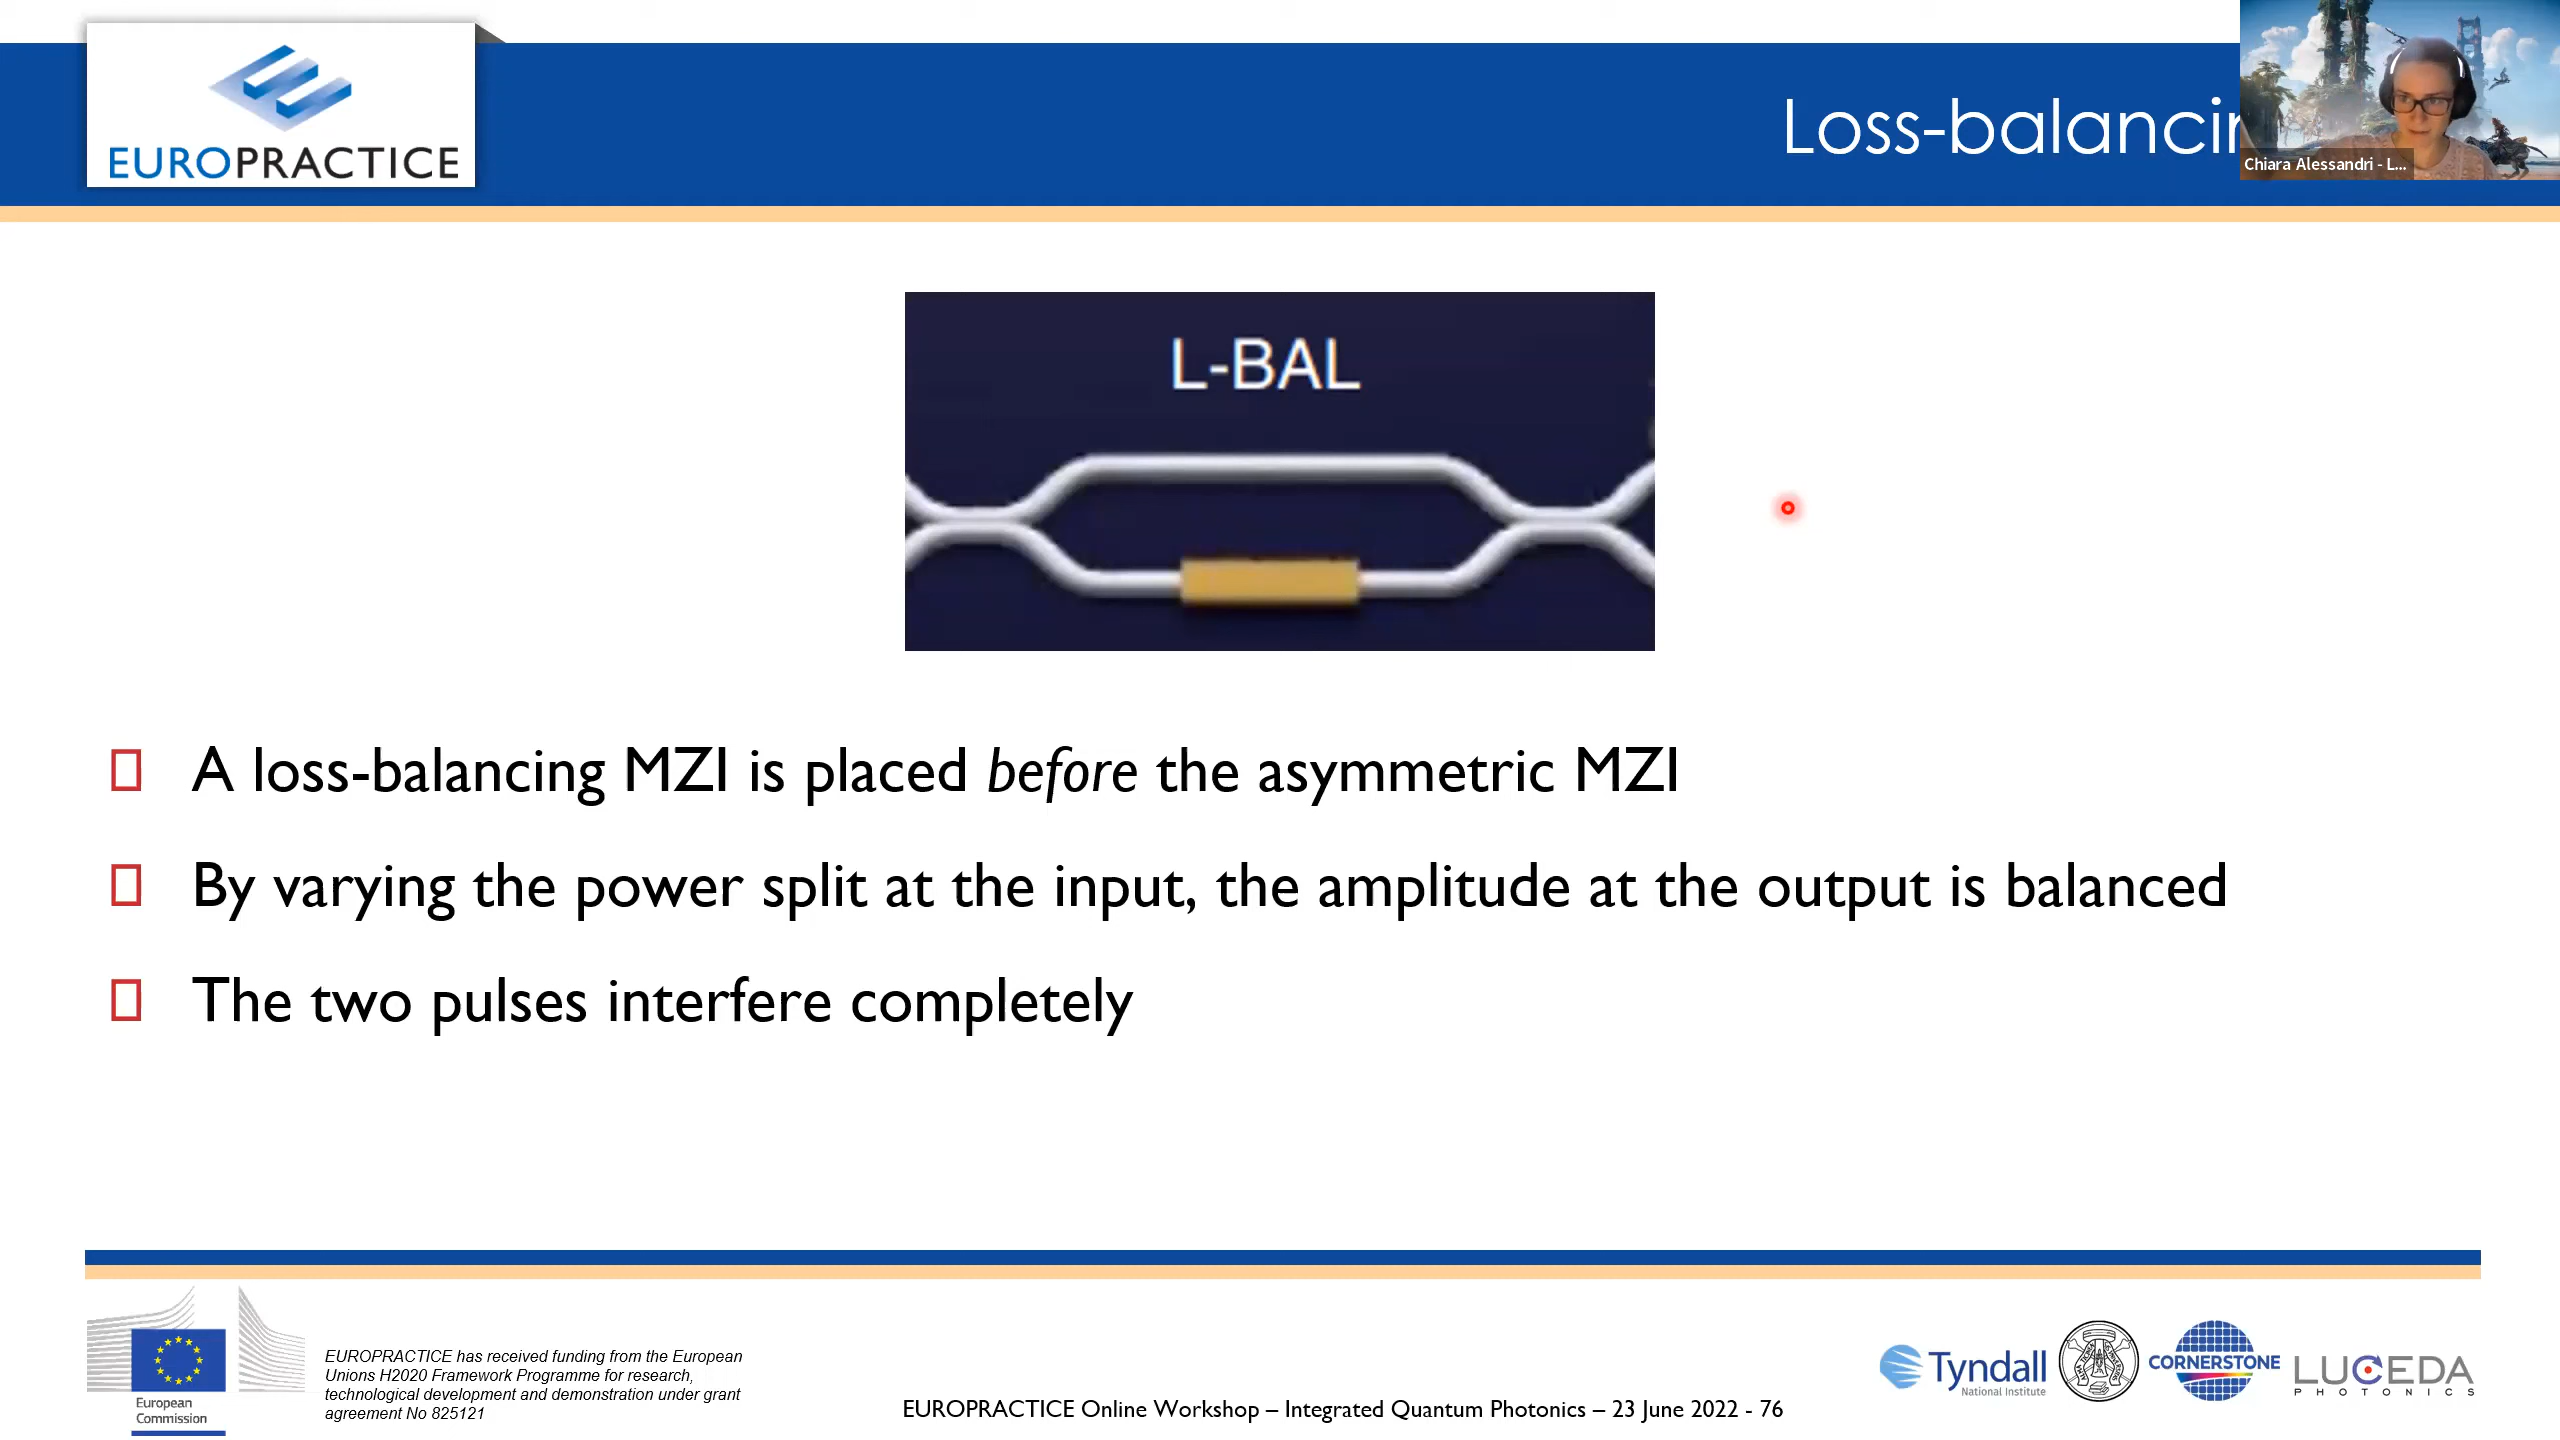 EUROPRACTICE
Loss-balancin
Chiara Alessandri - L...
L-BAL
A loss-balancing MZI is placed before the asymmetric MZI
By varying the power split at the input, the amplitude at the output is balanced
The two pulses interfere completely
European
Commission
EUROPRACTICE has received funding from the European
Unions H2020 Framework Programme for research,
technological development and demonstration under grant
agreement No 825121
EUROPRACTICE Online Workshop – Integrated Quantum Photonics – 23 June 2022 - 76
Tyndall
National Institute
CORNERSTONE
LUCEDA
PHOTONICS